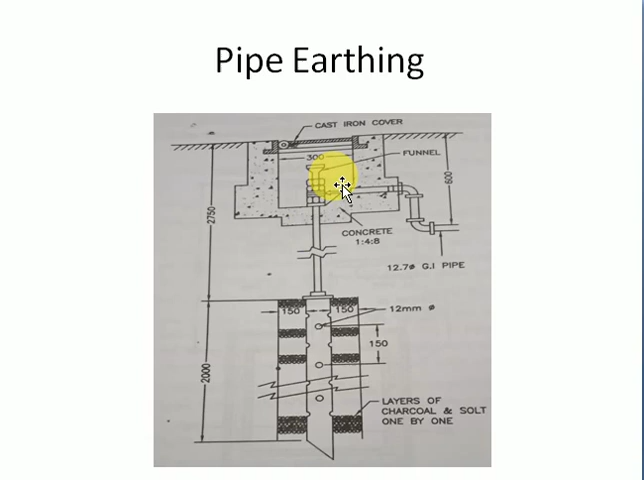 Pipe Earthing
CAST IRON COVER
300
FUNNEL
600
2750
CONCRETE
1:4:8
12.7ø G.I PIPE
150
150
12mm ø
150
2000
LAYERS OF
CHARCOAL & SOLT
ONE BY ONE